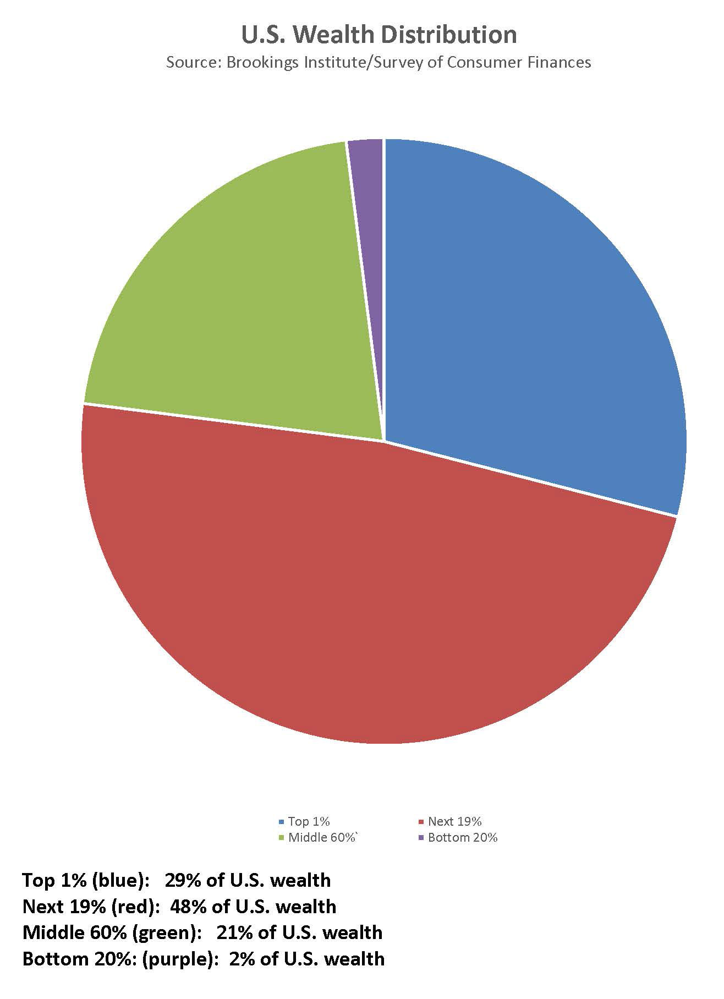 U.S. Wealth Distribution
Source: Brookings Institute/Survey of Consumer Finances
Top 1%
Next 19%
Middle 60%`
Bottom 20%
Top 1% (blue):   29% of U.S. wealth
Next 19% (red):  48% of U.S. wealth
Middle 60% (green):   21% of U.S. wealth
Bottom 20%: (purple):  2% of U.S. wealth